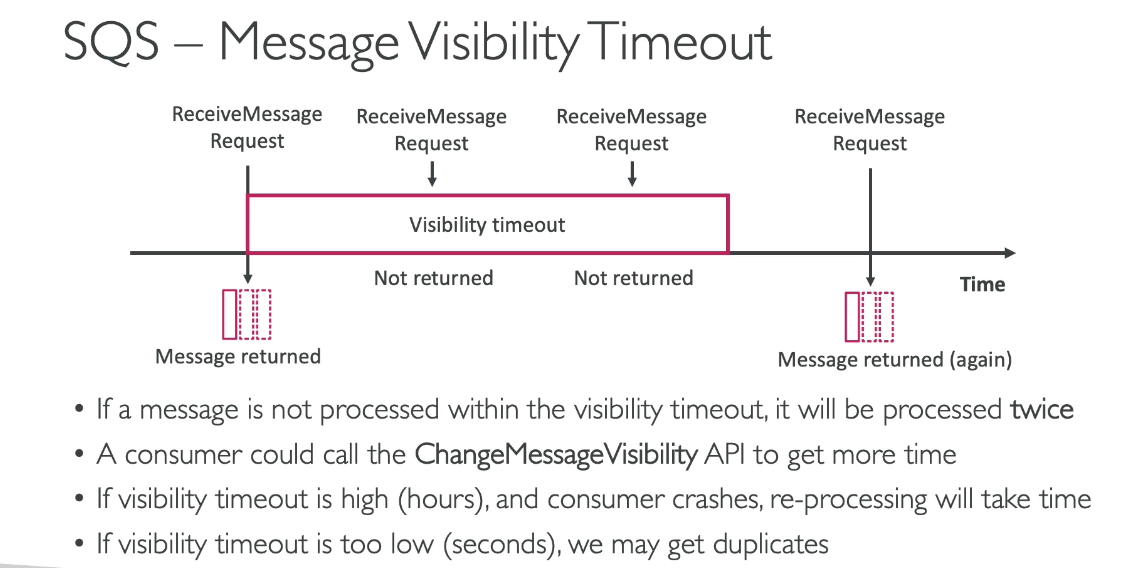 SQS – Message Visibility Timeout
ReceiveMessage
Request
ReceiveMessage
Request
ReceiveMessage
Request
ReceiveMessage
Request
Visibility timeout
Not returned
Not returned
Time
Message returned
Message returned (again)
• If a message is not processed within the visibility timeout, it will be processed twice
• A consumer could call the ChangeMessageVisibility API to get more time
• If visibility timeout is high (hours), and consumer crashes, re-processing will take time
• If visibility timeout is too low (seconds), we may get duplicates